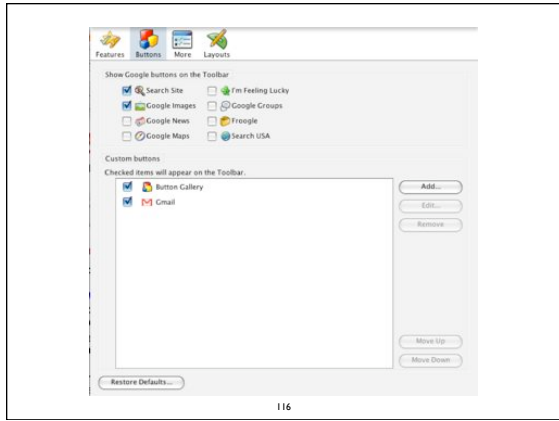 Features Buttons More Layouts
Show Google buttons on the Toolbar
Search Site I'm Feeling Lucky
Google Images Google Groups
Google News Froogle
Google Maps Search USA
Custom buttons
Checked items will appear on the Toolbar.
Button Gallery Add...
Gmail Edit...
Remove
Move Up
Move Down
Restore Defaults...
116